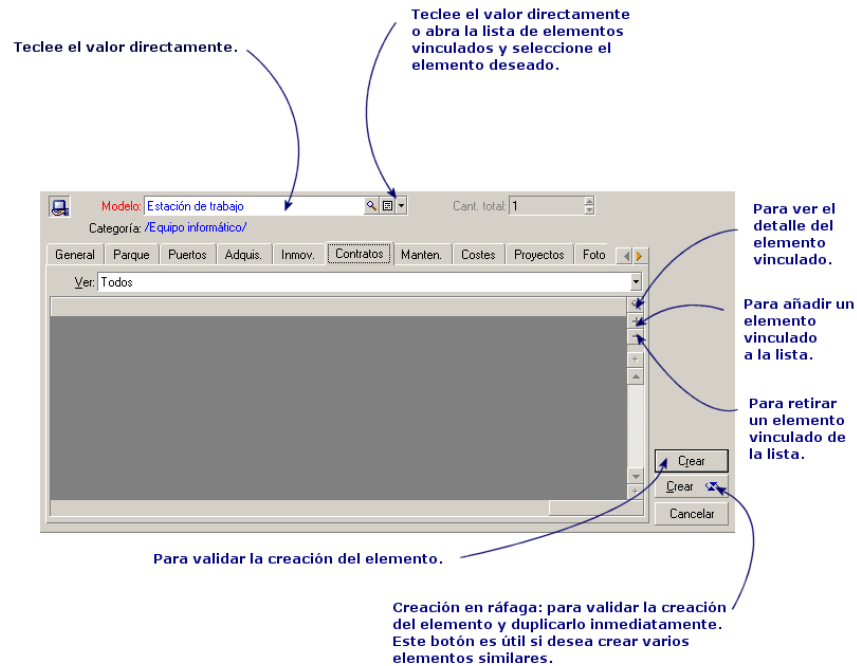 Teclee el valor directamente.
Teclee el valor directamente
o abra la lista de elementos
vinculados y seleccione el
elemento deseado.
Modelo: Estación de trabajo
Cant. total: 1
Categoría: /Equipo informático/
General Parque Puertos Adquis. Inmov. Contratos Manten. Costes Proyectos Foto
Ver: Todos
Para ver el
detalle del
elemento
vinculado.
Para añadir un
elemento
vinculado
a la lista.
Para retirar
un elemento
vinculado de
la lista.
Crear
Crear
Cancelar
Para validar la creación del elemento.
Creación en ráfaga: para validar la creación
del elemento y duplicarlo inmediatamente.
Este botón es útil si desea crear varios
elementos similares.